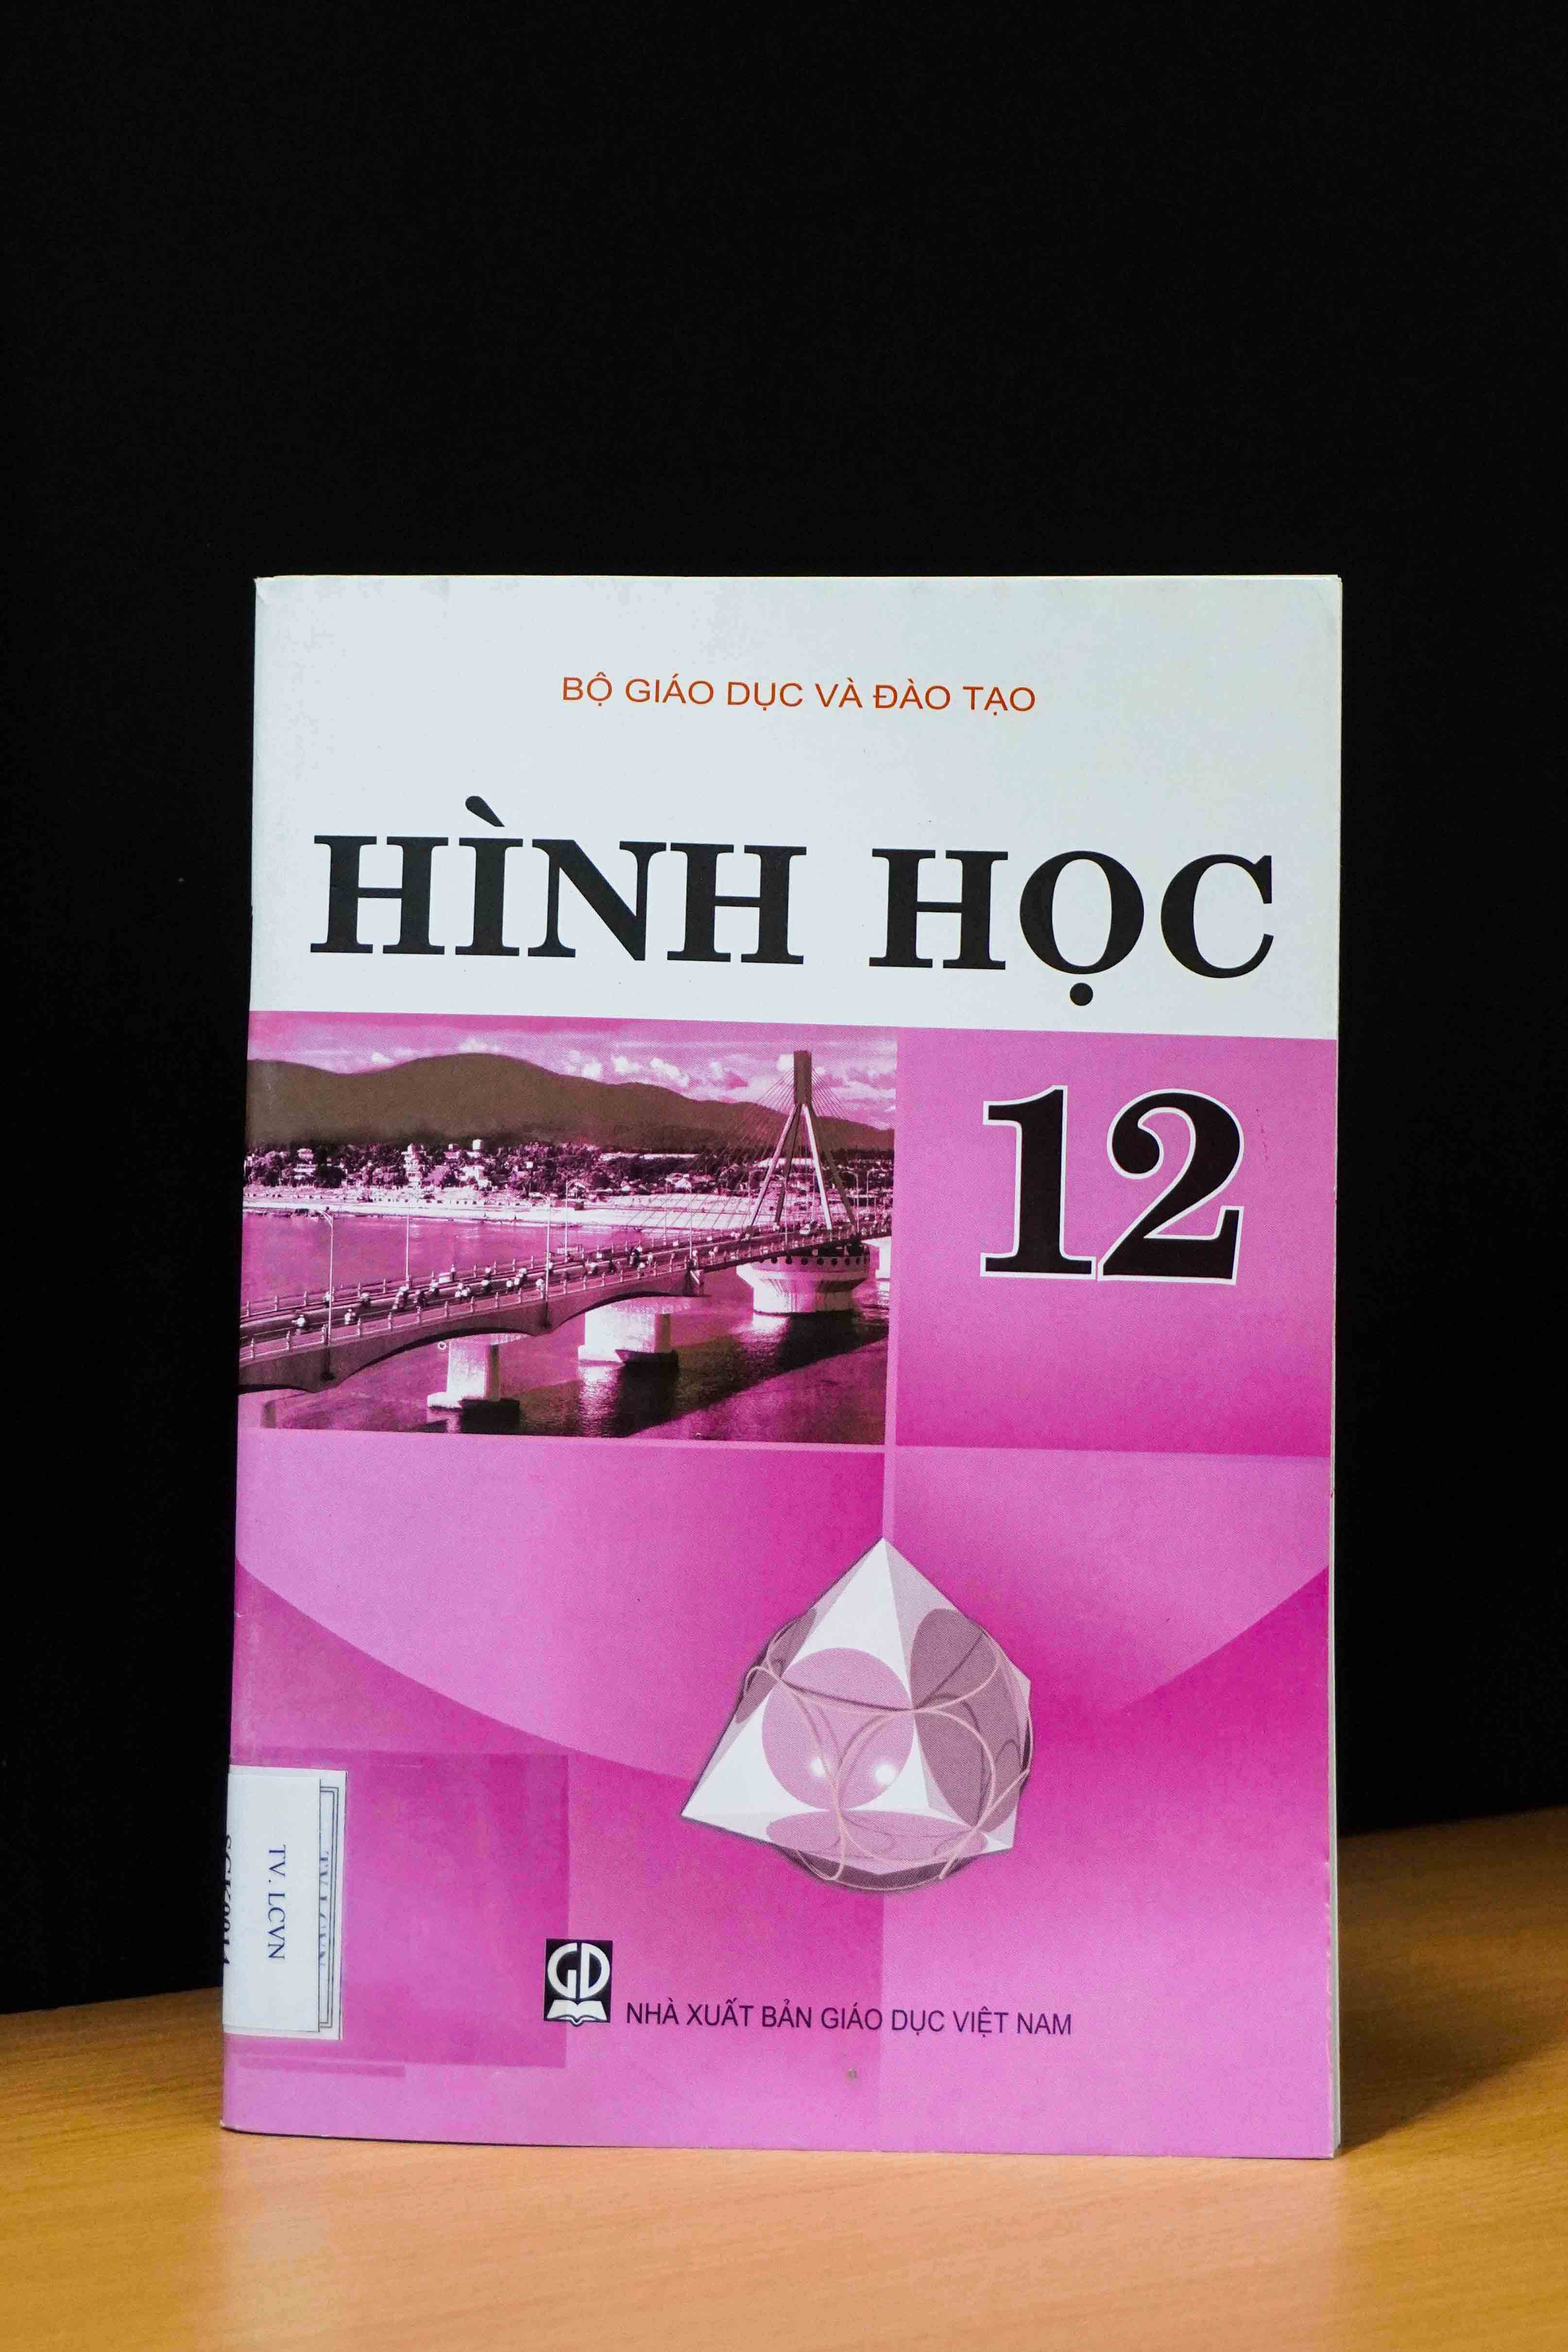 BỘ GIÁO DỤC VÀ ĐÀO TẠO
HÌNH HỌC
12
TV. LCVN
GD
NHÀ XUẤT BẢN GIÁO DỤC VIỆT NAM